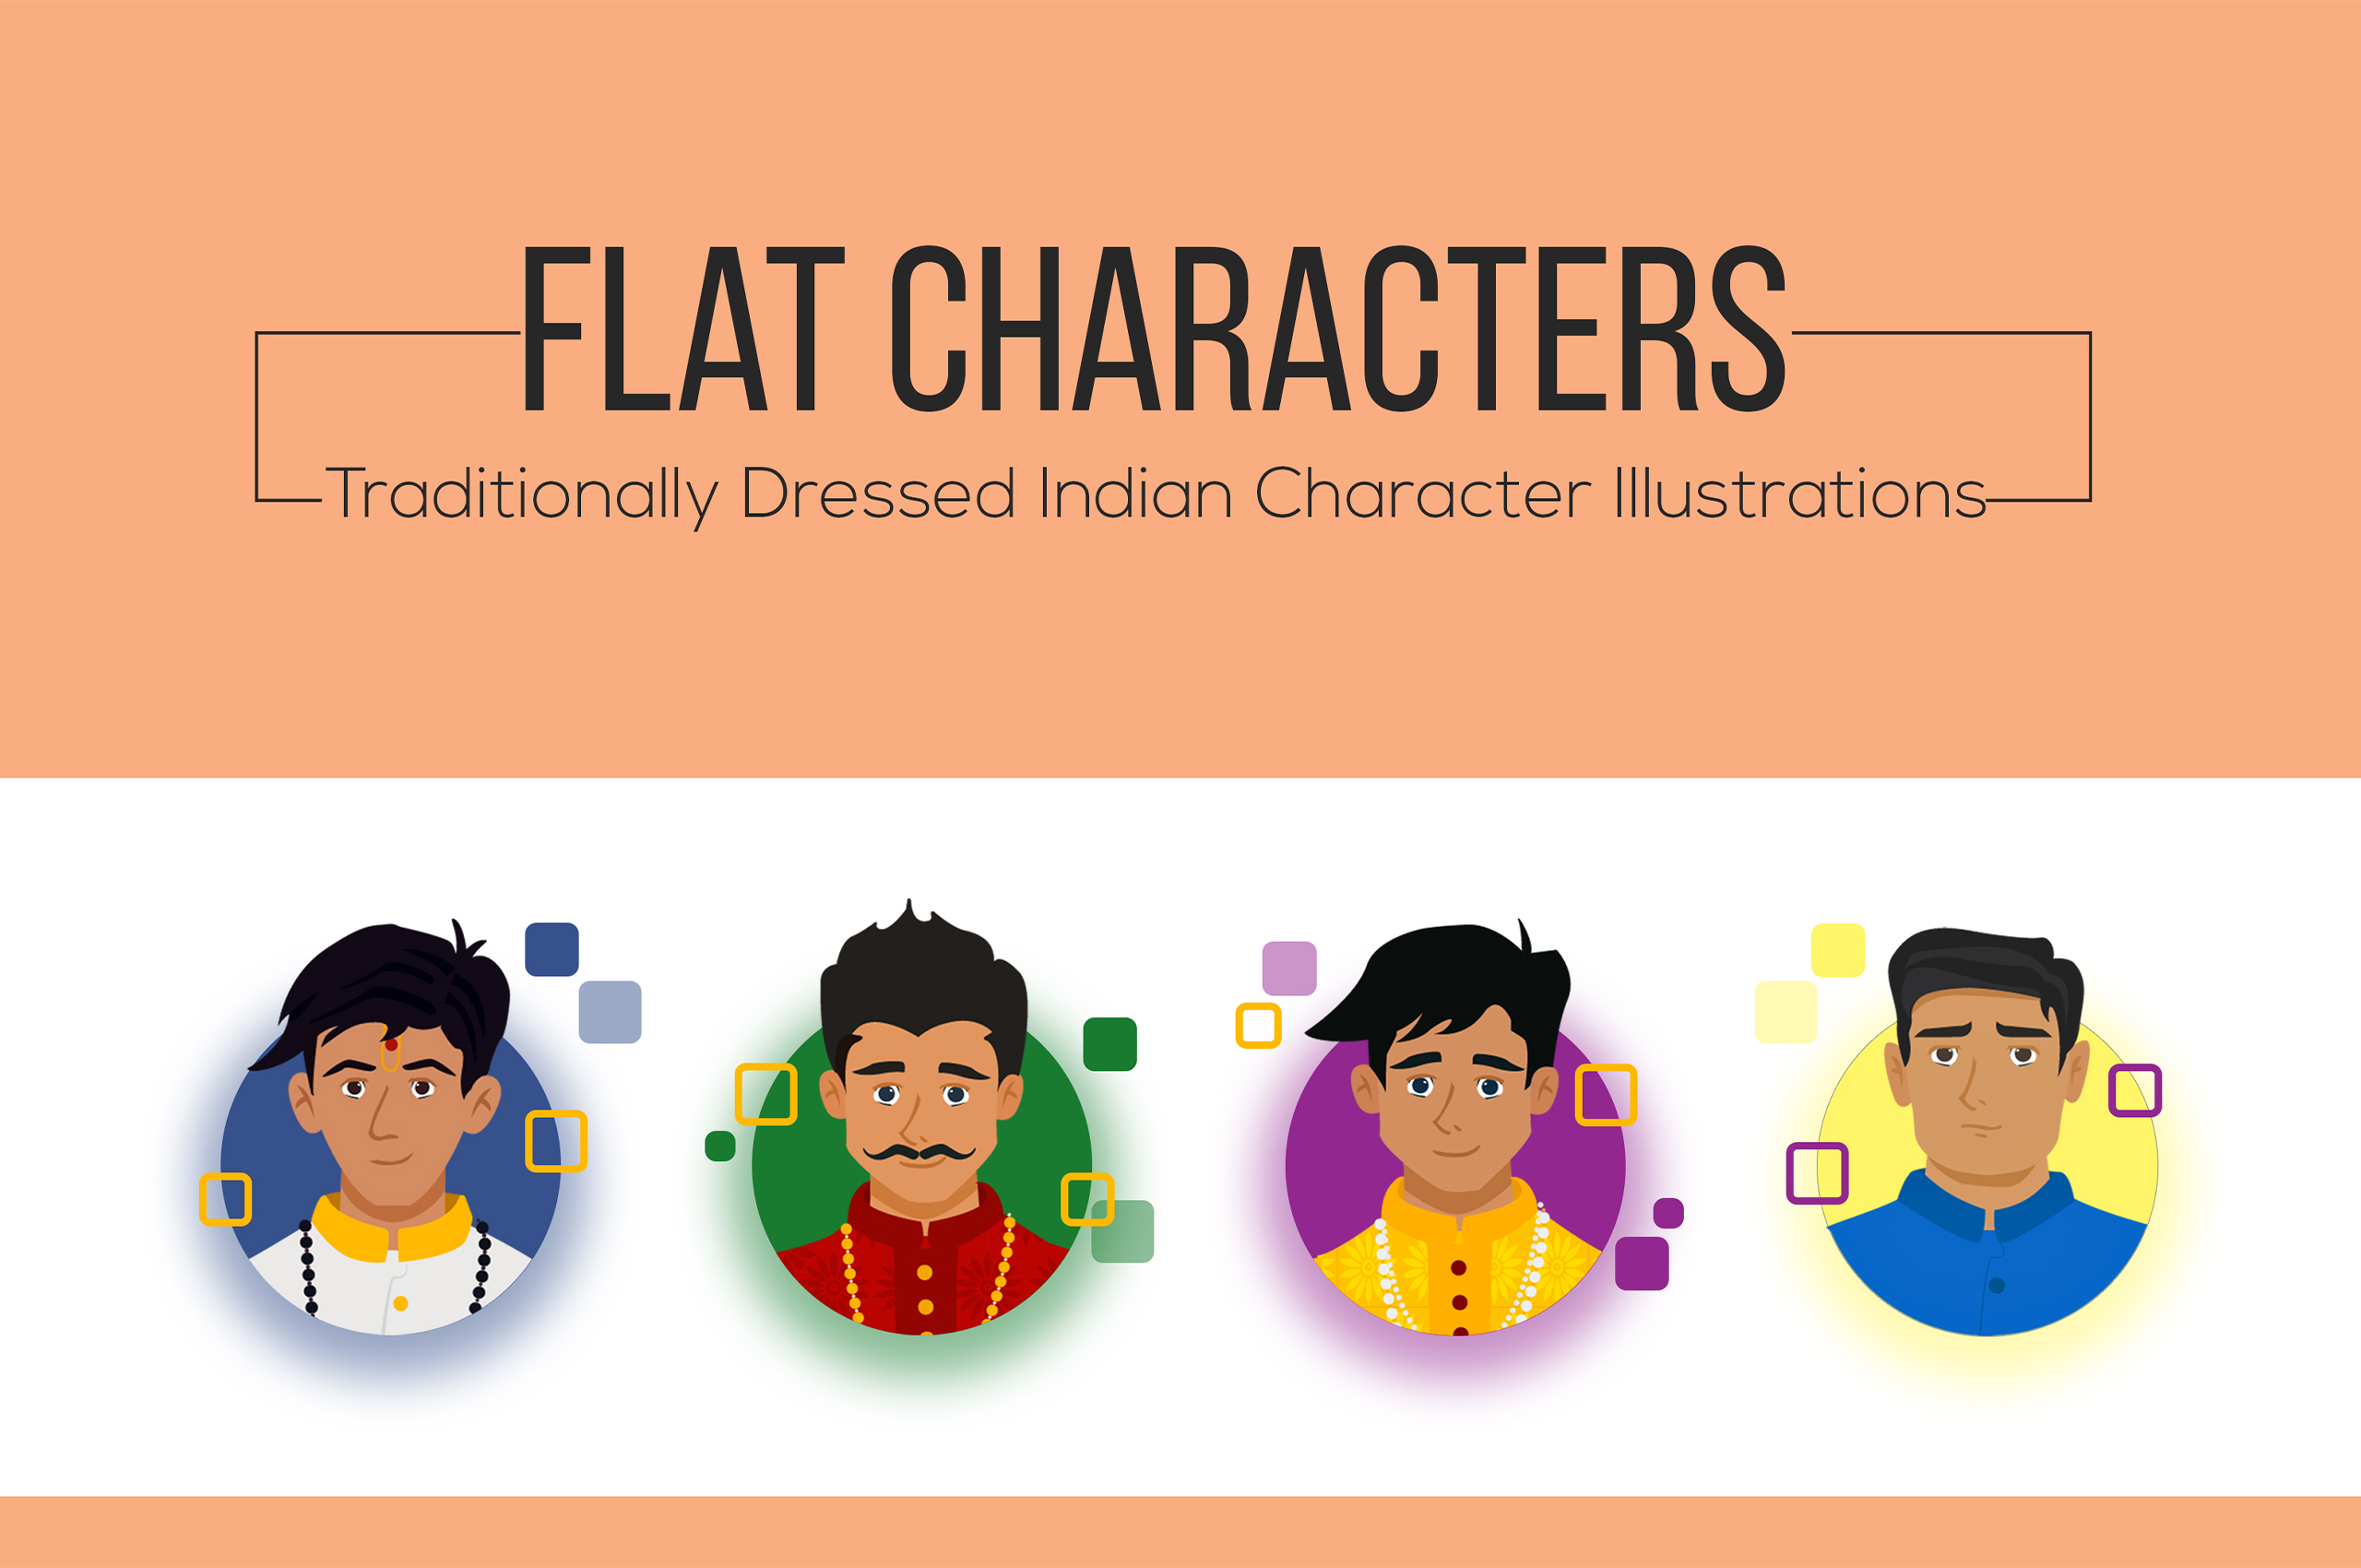 FLAT CHARACTERS
Traditionally Dressed Indian Character Illustrations